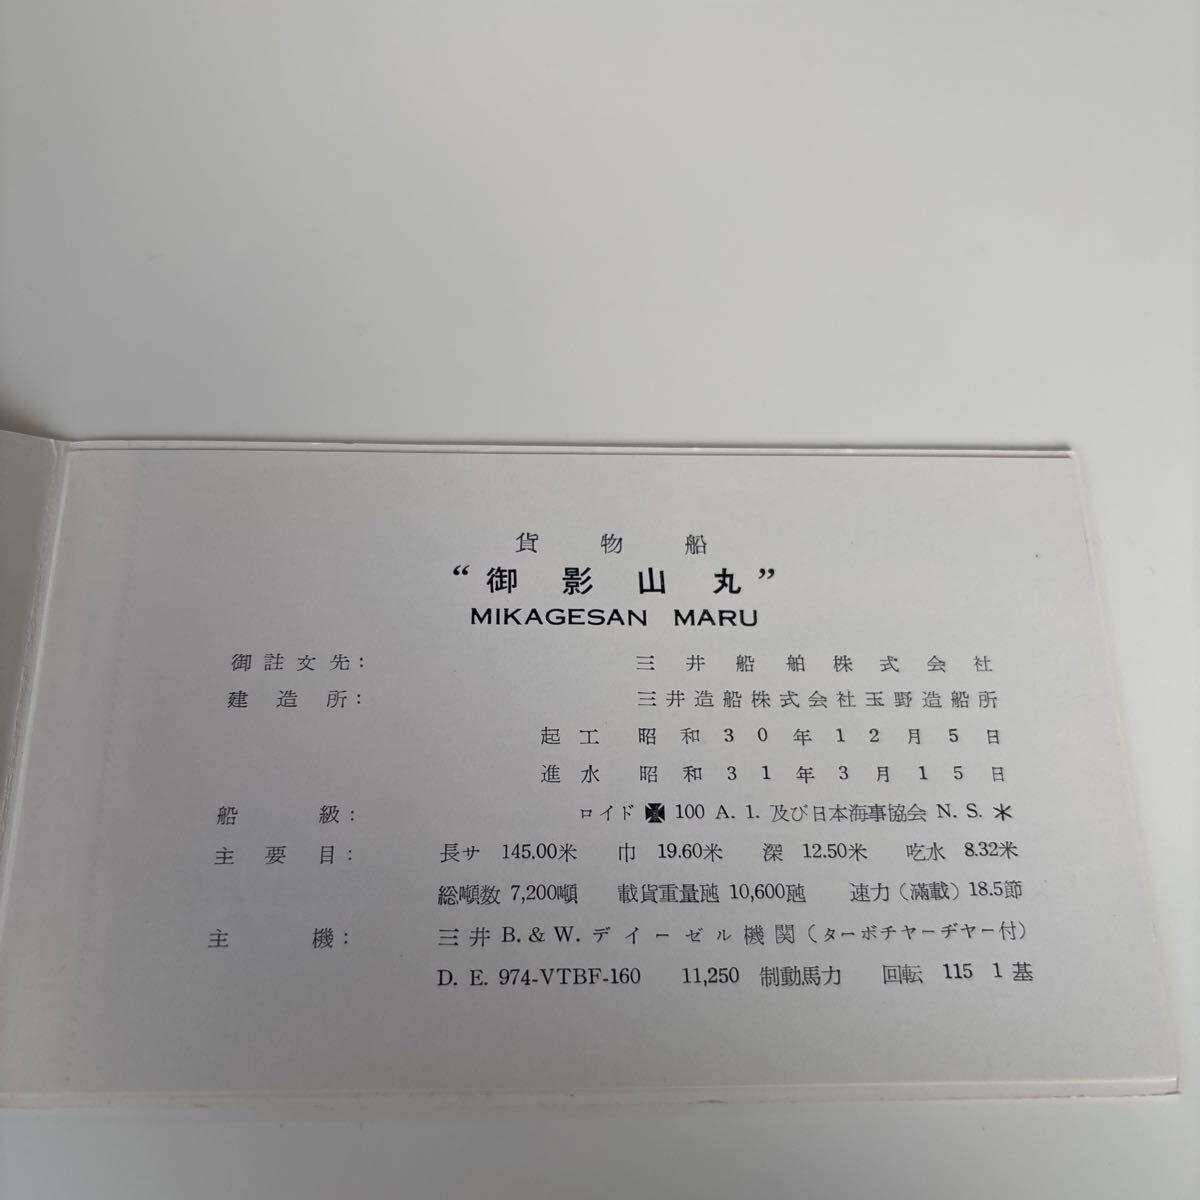 貨物船
“御影山丸”
MIKAGESAN MARU
御註文先： 三井船舶株式会社
建造所： 三井造船株式会社玉野造船所
起工 昭和30年12月5日
進水 昭和31年3月15日
船級： ロイド ✠ 100 A. 1. 及び日本海事協会 N. S. ＊
主要目： 長サ 145.00米 巾 19.60米 深 12.50米 吃水 8.32米
総噸数 7,200噸 載貨重量瓲 10,600瓲 速力（滿載）18.5節
主機： 三井 B. & W. デイーゼル機関（ターボチヤーヂヤー付）
D. E. 974-VTBF-160 11,250 制動馬力 回転 115 1基